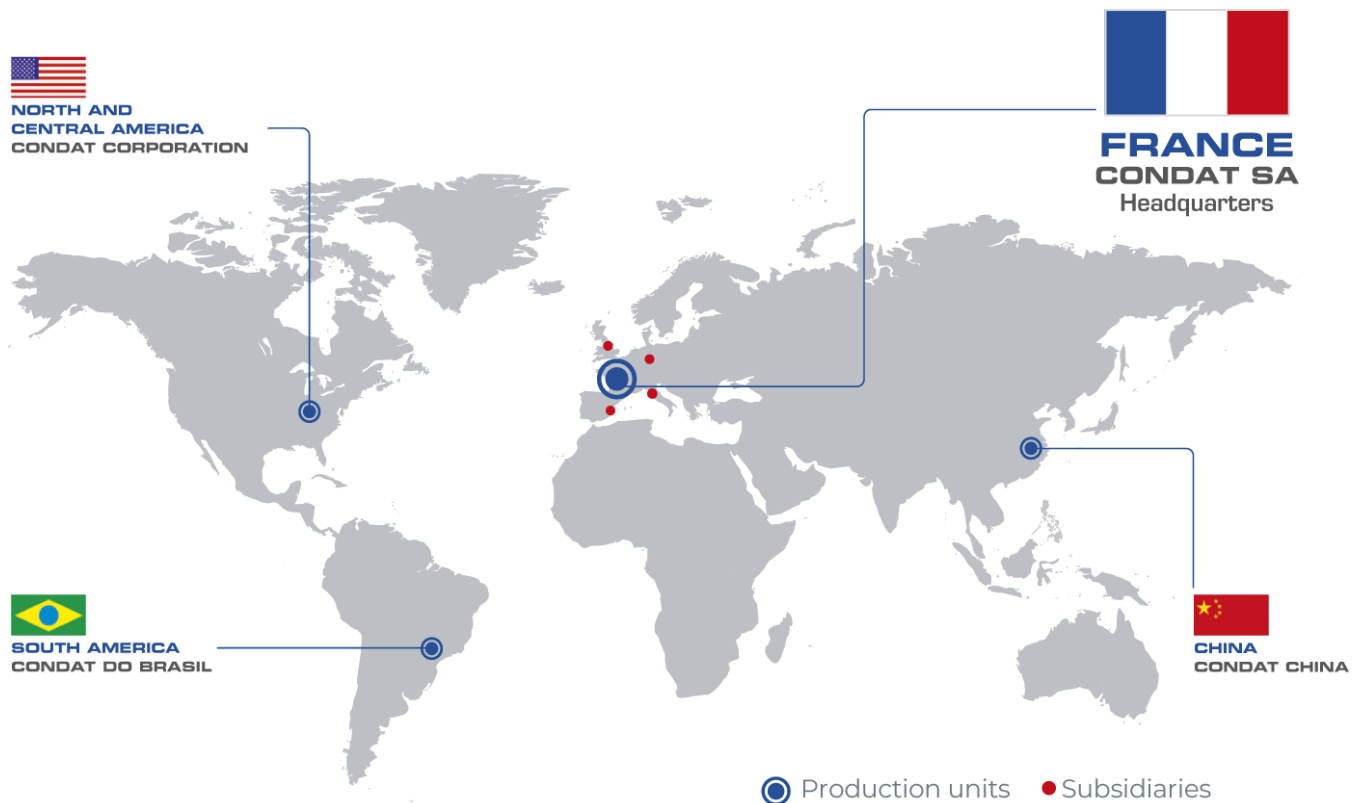 NORTH AND
CENTRAL AMERICA
CONDAT CORPORATION
FRANCE
CONDAT SA
Headquarters
SOUTH AMERICA
CONDAT DO BRASIL
CHINA
CONDAT CHINA
Production units
Subsidiaries